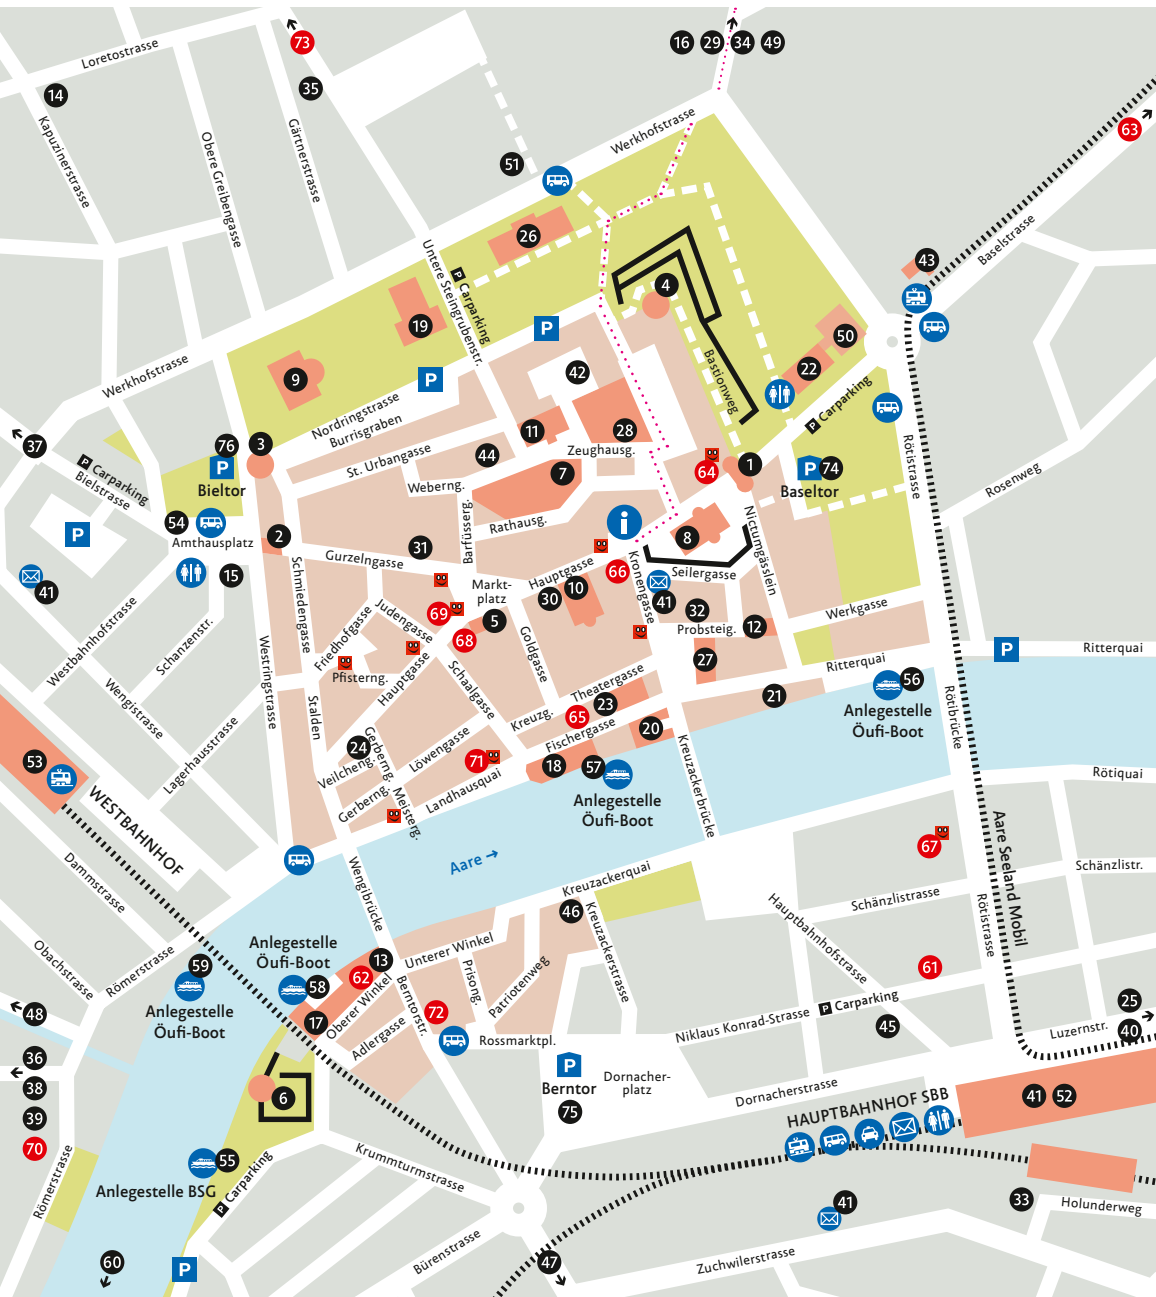 73
16
29
34
49
Loretostrasse
35
14
Kapuzinerstrasse
Obere Greibengasse
Gärtnerstrasse
Werkhofstrasse
63
51
26
Untere Steingrubenstr.
P Carparking
Baselstrasse
43
4
19
P
50
22
Bastionweg
Werkhofstrasse
9
P
42
Nordringstrasse
Burrisgraben
P Carparking
37
76
3
P
Bieltor
P Carparking
Bielstrasse
11
28
Zeughausg.
St. Urbangasse
44
Weberng.
7
64
1
P
74
Baseltor
Rötistrasse
Rosenweg
54
Amthausplatz
P
2
Rathausg.
Barfüsserg.
i
8
Nictumgässlein
15
41
Gurzelngasse
31
Schmiedengasse
Markt-
platz
Hauptgasse
30
10
66
Kronengasse
Seilergasse
41
32
Probsteig.
12
Werkgasse
69
68
5
Judengasse
Friedhofgasse
Pfisterng.
Hauptgasse
Goldgasse
Schaalgasse
Westbahnhofstrasse
Schanzenstr.
Wengistrasse
Westringstrasse
Stalden
27
Ritterquai
P
Ritterquai
21
56
Anlegestelle
Öufi-Boot
Rötibrücke
Theatergasse
23
65
Kreuzg.
Fischergasse
20
18
57
Anlegestelle
Öufi-Boot
Kreuzackerbrücke
Rötiquai
24
Gerberng.
Veilcheng.
Löwengasse
71
Landhausquai
Gerberng.
Meisterg.
Lagerhausstrasse
53
WESTBAHNHOF
Dammstrasse
Aare →
Wengibrücke
67
Aare Seeland Mobil
Schänzlistr.
Schänzlistrasse
Rötistrasse
Kreuzackerquai
46
Kreuzackerstrasse
Hauptbahnhofstrasse
61
Obachstrasse
Römerstrasse
59
Anlegestelle
Öufi-Boot
Anlegestelle
Öufi-Boot
58
13
62
Unterer Winkel
Prisong.
Patriotenweg
Oberer Winkel
17
Adlergasse
Berntorstr.
72
Rossmarktpl.
Niklaus Konrad-Strasse
P Carparking
45
25
40
Luzernstr.
48
36
38
39
70
6
P
Berntor
75
Dornacher-
platz
Dornacherstrasse
HAUPTBAHNHOF SBB
41
52
55
Anlegestelle BSG
P Carparking
Krummturmstrasse
Römerstrasse
33
Holunderweg
41
60
P
Bürenstrasse
47
Zuchwilerstrasse